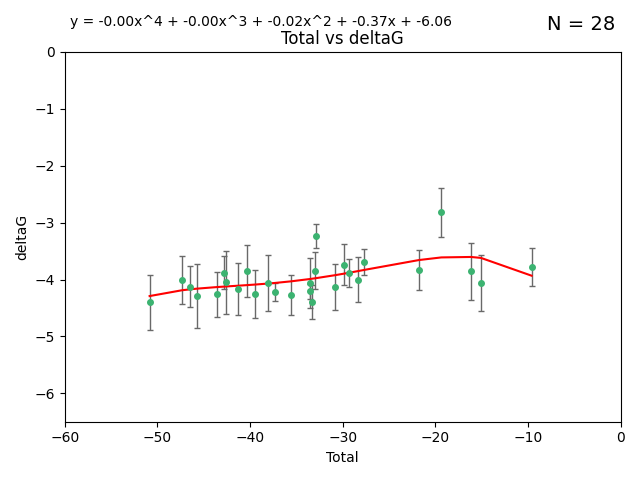 y = -0.00x^4 + -0.00x^3 + -0.02x^2 + -0.37x + -6.06
N = 28
Total vs deltaG
deltaG
0
−1
−2
−3
−4
−5
−6
−60
−50
−40
−30
−20
−10
0
Total